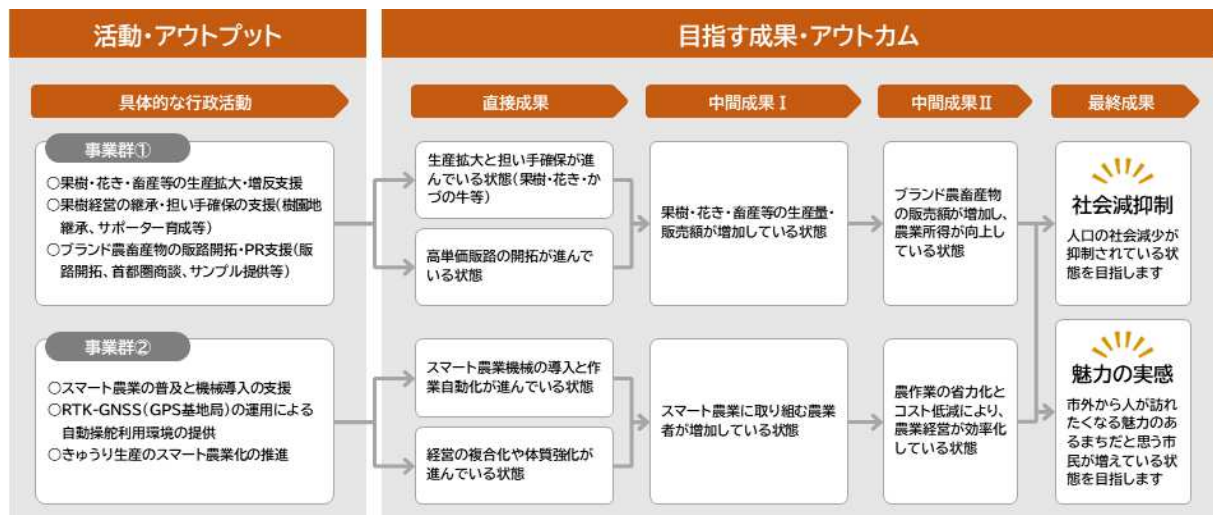 活動・アウトプット
目指す成果・アウトカム
具体的な行政活動
直接成果
中間成果Ⅰ
中間成果Ⅱ
最終成果
事業群①
○果樹・花き・畜産等の生産拡大・増反支援
○果樹経営の継承・担い手確保の支援(樹園地
継承、サポーター育成等)
○ブランド農畜産物の販路開拓・PR支援(販
路開拓、首都圏商談、サンプル提供等)
生産拡大と担い手確保が進
んでいる状態(果樹・花き・か
づの牛等)
高単価販路の開拓が進んで
いる状態
果樹・花き・畜産等の生産量・
販売額が増加している状態
ブランド農畜産物
の販売額が増加し、
農業所得が向上し
ている状態
社会減抑制
人口の社会減少が
抑制されている状
態を目指します
事業群②
○スマート農業の普及と機械導入の支援
○RTK-GNSS(GPS基地局)の運用による
自動操舵利用環境の提供
○きゅうり生産のスマート農業化の推進
スマート農業機械の導入と作
業自動化が進んでいる状態
経営の複合化や体質強化が
進んでいる状態
スマート農業に取り組む農業
者が増加している状態
農作業の省力化と
コスト低減により、
農業経営が効率化
している状態
魅力の実感
市外から人が訪れ
たくなる魅力のあ
るまちだと思う市
民が増えている状
態を目指します